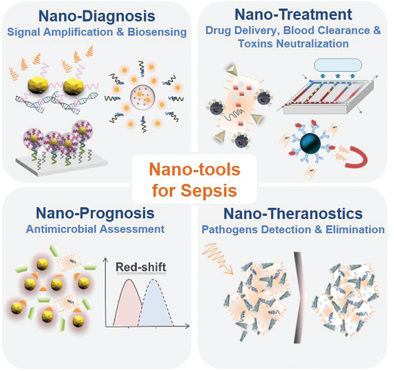 Nano-Diagnosis
Signal Amplification & Biosensing
Nano-Treatment
Drug Delivery, Blood Clearance &
Toxins Neutralization
Nano-tools
for Sepsis
Nano-Prognosis
Antimicrobial Assessment
Red-shift
Nano-Theranostics
Pathogens Detection & Elimination